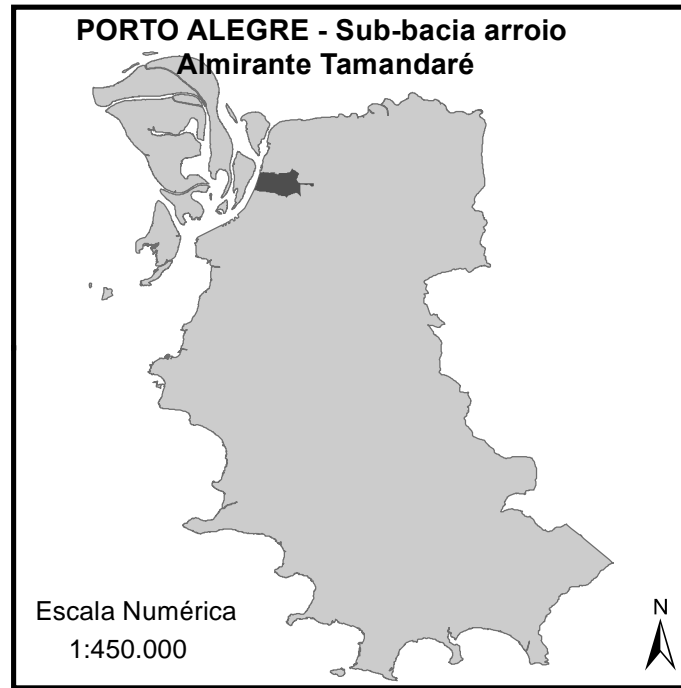 PORTO ALEGRE - Sub-bacia arroio
Almirante Tamandaré
Escala Numérica
1:450.000
N